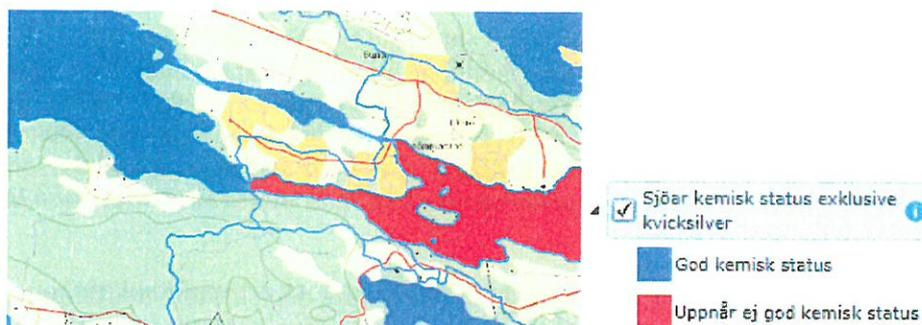 Sjöar kemisk status exklusive
kvicksilver
God kemisk status
Uppnår ej god kemisk status